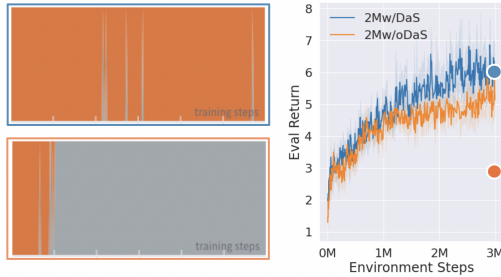 training steps
training steps
2Mw/DaS
2Mw/oDaS
Eval Return
8
7
6
5
4
3
2
1
0M
1M
2M
3M
Environment Steps